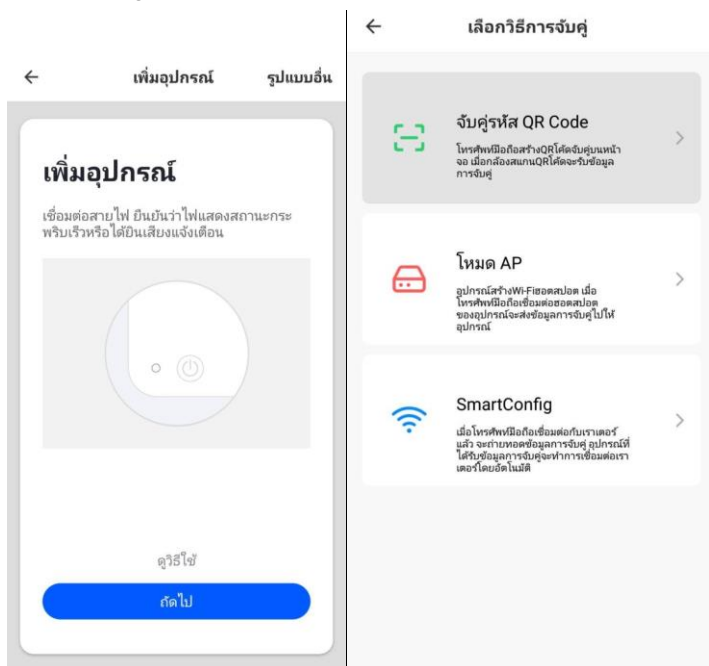 เพิ่มอุปกรณ์
รูปแบบอื่น
เพิ่มอุปกรณ์
เชื่อมต่อสายไฟ ยืนยันว่าไฟแสดงสถานะกระ
พริบเร็วหรือได้ยินเสียงแจ้งเตือน
ดูวิธีใช้
ถัดไป
เลือกวิธีการจับคู่
จับคู่รหัส QR Code
โทรศัพท์มือถือสร้างQRโค้ดจับคู่บนหน้า
จอ เมื่อกล้องสแกนQRโค้ดจะรับข้อมูล
การจับคู่
โหมด AP
อุปกรณ์สร้างWi-Fiฮอตสปอต เมื่อ
โทรศัพท์มือถือเชื่อมต่อฮอตสปอต
ของอุปกรณ์จะส่งข้อมูลการจับคู่ไปให้
อุปกรณ์
SmartConfig
เมื่อโทรศัพท์มือถือเชื่อมต่อกับเราเตอร์
แล้ว จะถ่ายทอดข้อมูลการจับคู่ อุปกรณ์ที่
ได้รับข้อมูลการจับคู่จะทำการเชื่อมต่อเรา
เตอร์โดยอัตโนมัติ